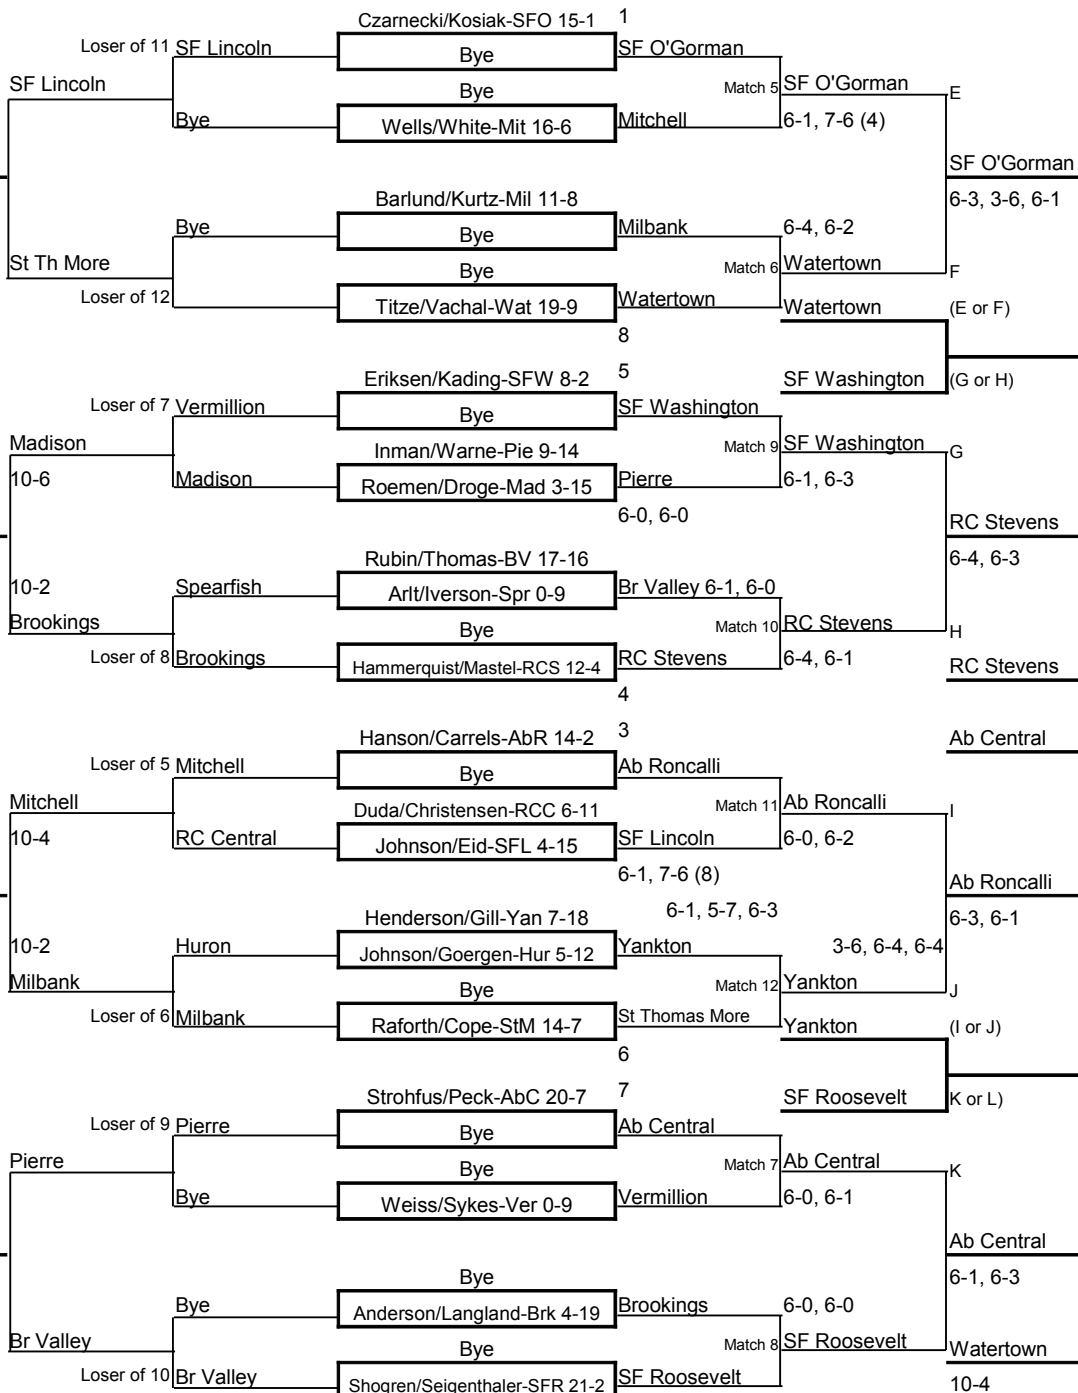 Czarnecki/Kosiak-SFO 15-1 1
Loser of 11 SF Lincoln Bye SF O'Gorman
SF Lincoln Bye Match 5 SF O'Gorman E
Bye Wells/White-Mit 16-6 Mitchell 6-1, 7-6 (4)
SF O'Gorman
Barlund/Kurtz-Mil 11-8 6-3, 3-6, 6-1
Bye Bye Milbank 6-4, 6-2
St Th More Bye Match 6 Watertown F
Loser of 12 Titze/Vachal-Wat 19-9 Watertown Watertown (E or F)
8
Eriksen/Kading-SFW 8-2 5 SF Washington (G or H)
Loser of 7 Vermillion Bye SF Washington
Madison Inman/Warne-Pie 9-14 Match 9 SF Washington G
10-6 Madison Roemen/Droge-Mad 3-15 Pierre 6-1, 6-3
6-0, 6-0 RC Stevens
Rubin/Thomas-BV 17-16 6-4, 6-3
10-2 Spearfish Arlt/Iverson-Spr 0-9 Br Valley 6-1, 6-0
Brookings Bye Match 10 RC Stevens H
Loser of 8 Brookings Hammerquist/Mastel-RCS 12-4 RC Stevens 6-4, 6-1 RC Stevens
4
Hanson/Carrels-AbR 14-2 3 Ab Central
Loser of 5 Mitchell Bye Ab Roncalli
Mitchell Duda/Christensen-RCC 6-11 Match 11 Ab Roncalli I
10-4 RC Central Johnson/Eid-SFL 4-15 SF Lincoln 6-0, 6-2
6-1, 7-6 (8) Ab Roncalli
Henderson/Gill-Yan 7-18 6-1, 5-7, 6-3 6-3, 6-1
10-2 Huron Johnson/Goergen-Hur 5-12 Yankton 3-6, 6-4, 6-4
Milbank Bye Match 12 Yankton J
Loser of 6 Milbank Raforth/Cope-StM 14-7 St Thomas More Yankton (I or J)
6
Strohfus/Peck-AbC 20-7 7 SF Roosevelt K or L)
Loser of 9 Pierre Bye Ab Central
Pierre Bye Match 7 Ab Central K
Bye Weiss/Sykes-Ver 0-9 Vermillion 6-0, 6-1
Ab Central
Bye 6-1, 6-3
Bye Anderson/Langland-Brk 4-19 Brookings 6-0, 6-0
Br Valley Bye Match 8 SF Roosevelt Watertown
Loser of 10 Br Valley Shogren/Seigenthaler-SFR 21-2 SF Roosevelt 10-4